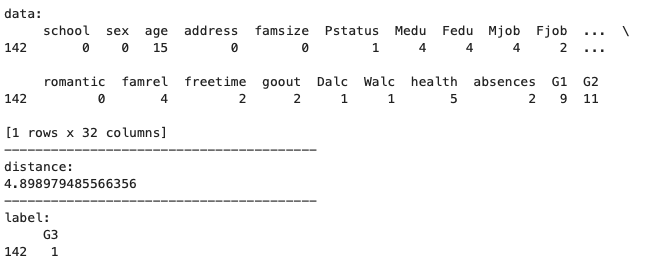 data:
school sex age address famsize Pstatus Medu Fedu Mjob Fjob ... \
142 0 0 15 0 0 1 4 4 4 2 ...
romantic famrel freetime goout Dalc Walc health absences G1 G2
142 0 4 2 2 1 1 5 2 9 11
[1 rows x 32 columns]
----------------------------------------
distance:
4.898979485566356
----------------------------------------
label:
G3
142 1